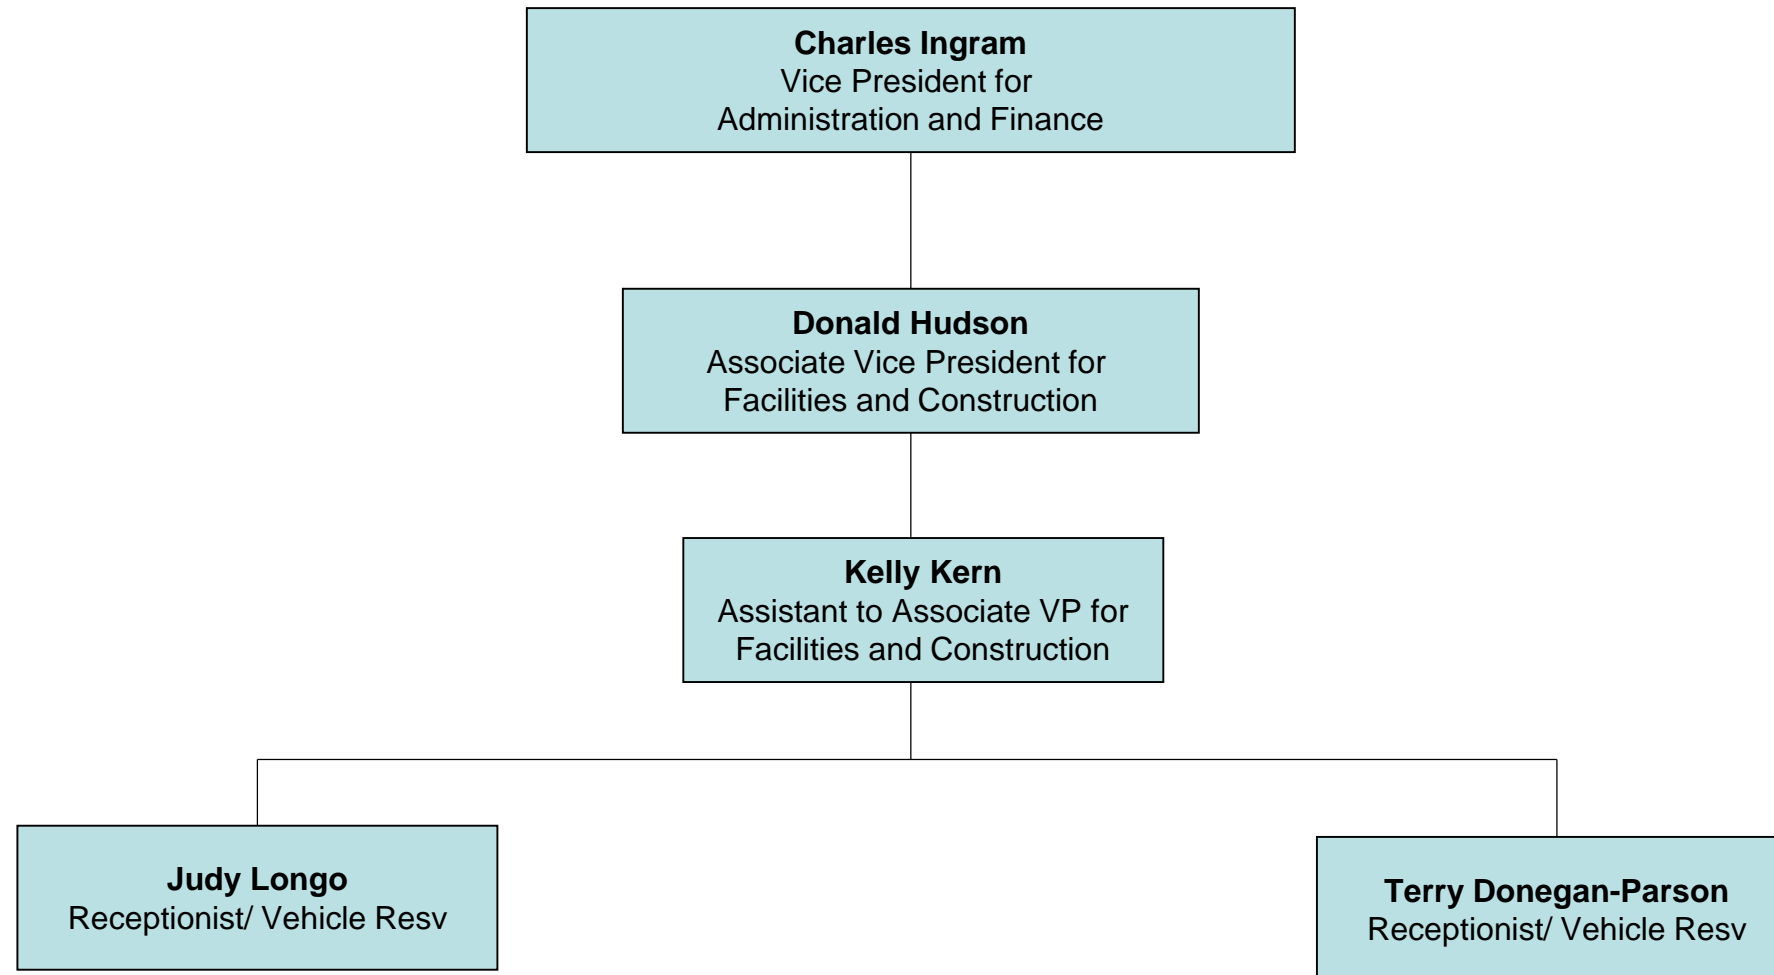 Charles Ingram
Vice President for
Administration and Finance
Donald Hudson
Associate Vice President for
Facilities and Construction
Kelly Kern
Assistant to Associate VP for
Facilities and Construction
Judy Longo
Receptionist/ Vehicle Resv
Terry Donegan-Parson
Receptionist/ Vehicle Resv